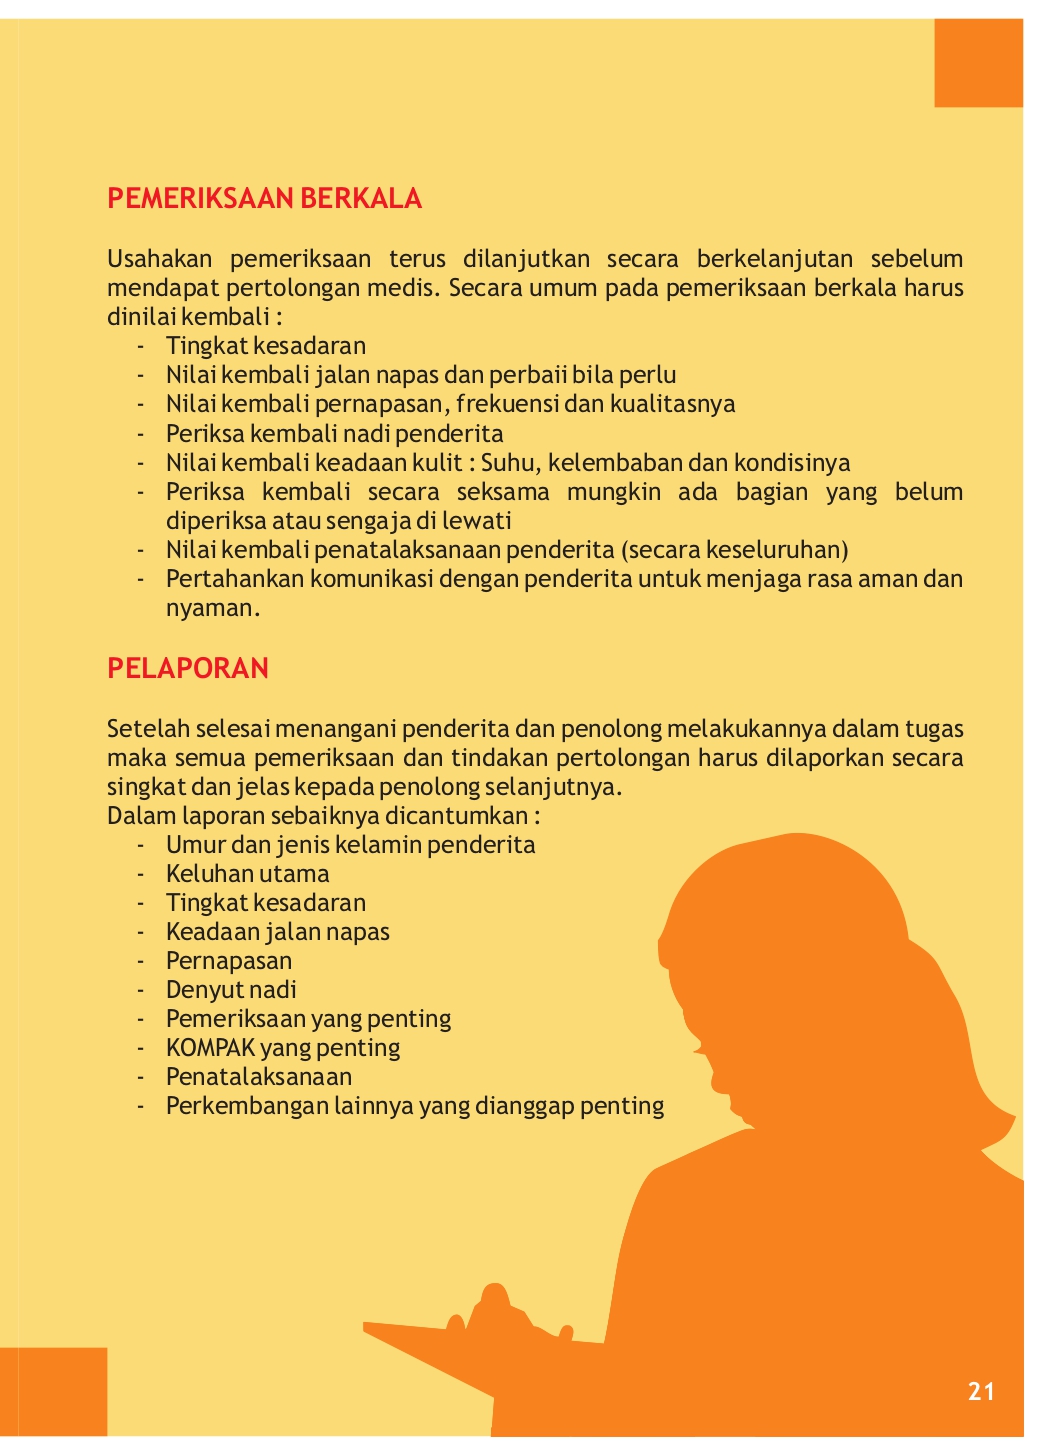 PEMERIKSAAN BERKALA
Usahakan pemeriksaan terus dilanjutkan secara berkelanjutan sebelum
mendapat pertolongan medis. Secara umum pada pemeriksaan berkala harus
dinilai kembali :
- Tingkat kesadaran
- Nilai kembali jalan napas dan perbaii bila perlu
- Nilai kembali pernapasan, frekuensi dan kualitasnya
- Periksa kembali nadi penderita
- Nilai kembali keadaan kulit : Suhu, kelembaban dan kondisinya
- Periksa kembali secara seksama mungkin ada bagian yang belum
diperiksa atau sengaja di lewati
- Nilai kembali penatalaksanaan penderita (secara keseluruhan)
- Pertahankan komunikasi dengan penderita untuk menjaga rasa aman dan
nyaman.
PELAPORAN
Setelah selesai menangani penderita dan penolong melakukannya dalam tugas
maka semua pemeriksaan dan tindakan pertolongan harus dilaporkan secara
singkat dan jelas kepada penolong selanjutnya.
Dalam laporan sebaiknya dicantumkan :
- Umur dan jenis kelamin penderita
- Keluhan utama
- Tingkat kesadaran
- Keadaan jalan napas
- Pernapasan
- Denyut nadi
- Pemeriksaan yang penting
- KOMPAK yang penting
- Penatalaksanaan
- Perkembangan lainnya yang dianggap penting
21